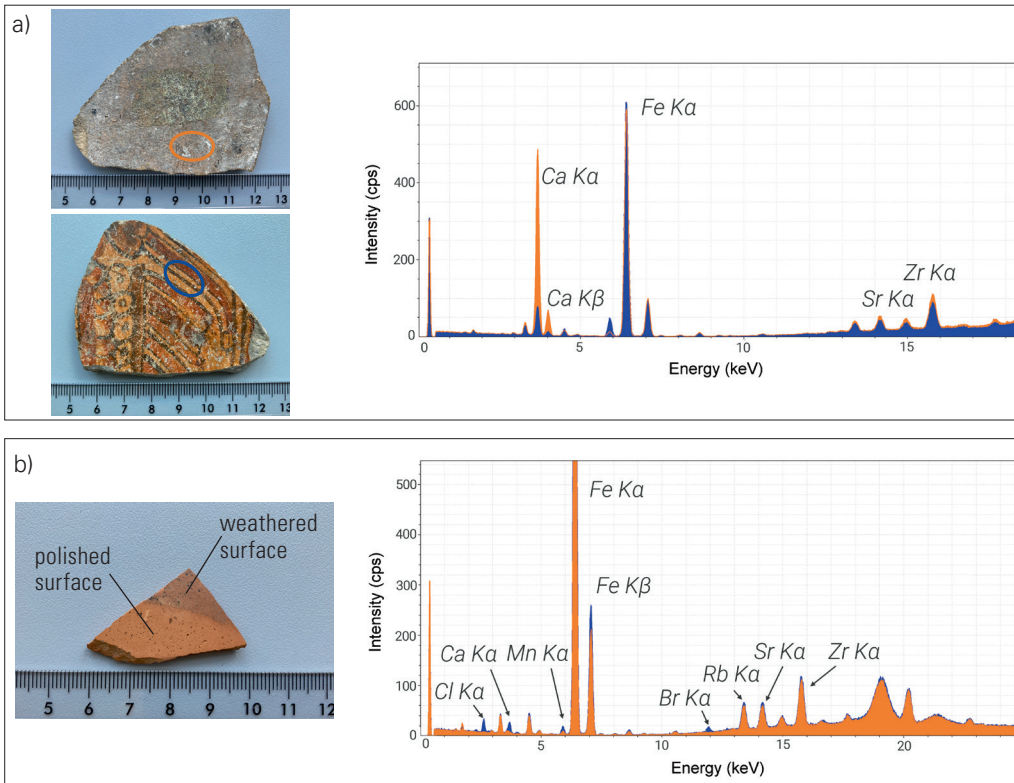 a)
5 6 7 8 9 10 11 12 13
5 6 7 8 9 10 11 12 13
Intensity (cps)
600
400
200
0
Ca Kα
Ca Kβ
Fe Kα
Sr Kα
Zr Kα
0 5 10 15
Energy (keV)
b)
polished
surface
weathered
surface
2 3 4 5 6 7 8 9 10 11 12
Intensity (cps)
500
400
300
200
100
0
Fe Kα
Fe Kβ
Cl Kα
Ca Kα
Mn Kα
Br Kα
Rb Kα
Sr Kα
Zr Kα
0 5 10 15 20
Energy (keV)